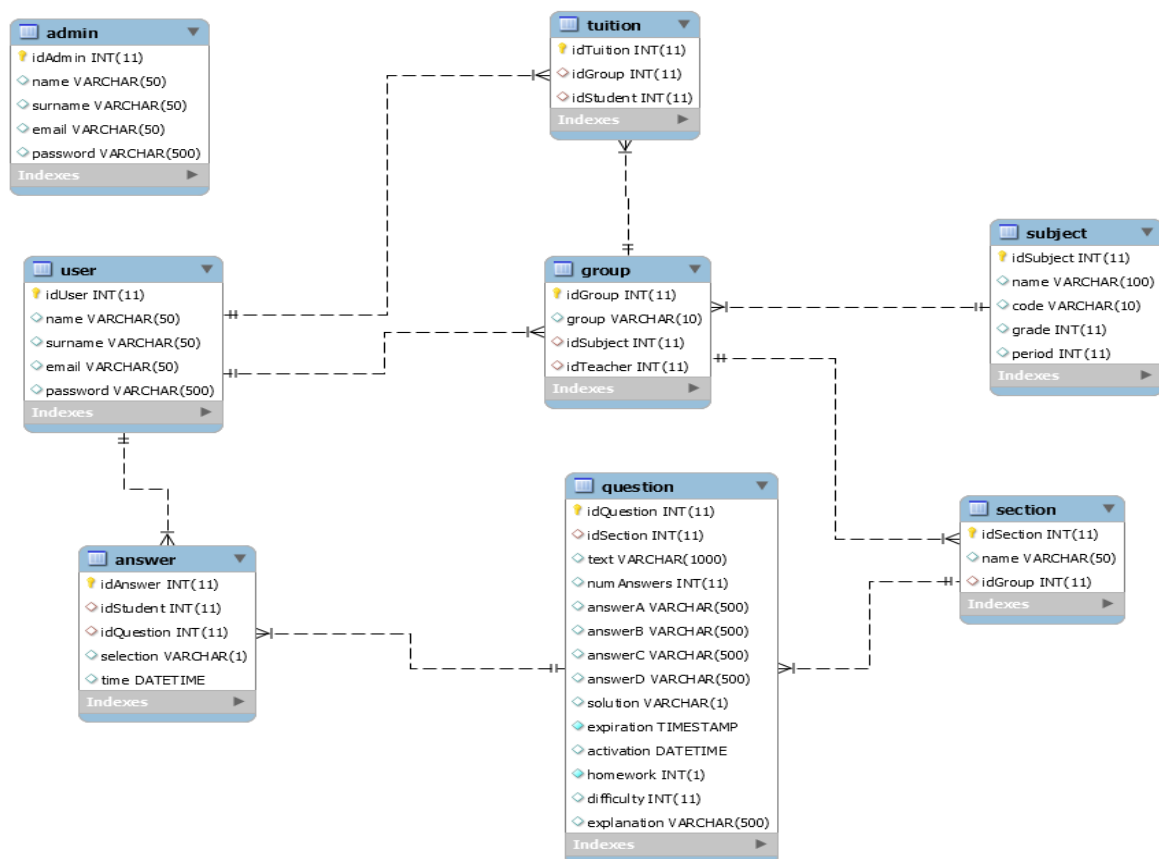 admin
idAdmin INT(11)
name VARCHAR(50)
surname VARCHAR(50)
email VARCHAR(50)
password VARCHAR(500)
Indexes
tuition
idTuition INT(11)
idGroup INT(11)
idStudent INT(11)
Indexes
user
idUser INT(11)
name VARCHAR(50)
surname VARCHAR(50)
email VARCHAR(50)
password VARCHAR(500)
Indexes
group
idGroup INT(11)
group VARCHAR(10)
idSubject INT(11)
idTeacher INT(11)
Indexes
subject
idSubject INT(11)
name VARCHAR(100)
code VARCHAR(10)
grade INT(11)
period INT(11)
Indexes
answer
idAnswer INT(11)
idStudent INT(11)
idQuestion INT(11)
selection VARCHAR(1)
time DATETIME
Indexes
question
idQuestion INT(11)
idSection INT(11)
text VARCHAR(1000)
numAnswers INT(11)
answerA VARCHAR(500)
answerB VARCHAR(500)
answerC VARCHAR(500)
answerD VARCHAR(500)
solution VARCHAR(1)
expiration TIMESTAMP
activation DATETIME
homework INT(1)
difficulty INT(11)
explanation VARCHAR(500)
Indexes
section
idSection INT(11)
name VARCHAR(50)
idGroup INT(11)
Indexes